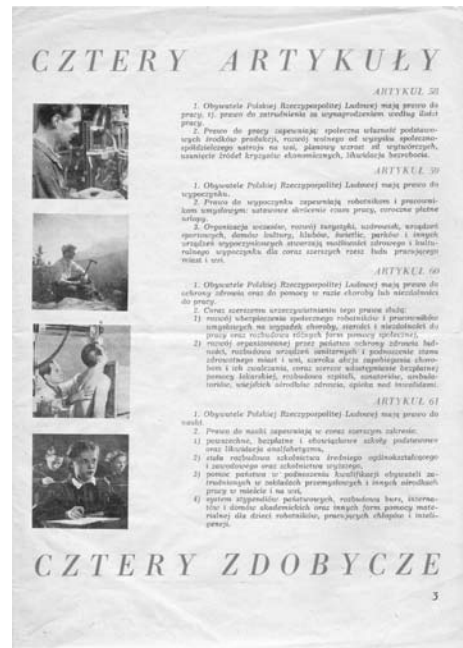 CZTERY ARTYKUŁY
ARTYKUŁ 58
1. Obywatele Polskiej Rzeczypospolitej Ludowej mają prawo do
pracy, tj. prawo do zatrudnienia za wynagrodzeniem według ilości
pracy.
2. Prawo do pracy zapewniają: społeczna własność podstawo-
wych środków produkcji, rozwój wolnego od wyzysku społeczno-
spółdzielczego ustroju na wsi, planowy wzrost sił wytwórczych,
usunięcie źródeł kryzysów ekonomicznych, likwidacja bezrobocia.
ARTYKUŁ 59
1. Obywatele Polskiej Rzeczypospolitej Ludowej mają prawo do
wypoczynku.
2. Prawo do wypoczynku zapewniają robotnikom i pracowni-
kom umysłowym: ustawowe skrócenie czasu pracy, coroczne płatne
urlopy.
3. Organizacja wczasów, rozwój turystyki, uzdrowisk, urządzeń
sportowych, domów kultury, klubów, świetlic, parków i innych
urządzeń wypoczynkowych stwarzają możliwości zdrowego i kultu-
ralnego wypoczynku dla coraz szerszych rzesz ludu pracującego
miast i wsi.
ARTYKUŁ 60
1. Obywatele Polskiej Rzeczypospolitej Ludowej mają prawo do
ochrony zdrowia oraz do pomocy w razie choroby lub niezdolności
do pracy.
2. Coraz szerszemu urzeczywistnieniu tego prawa służą:
1) rozwój ubezpieczenia społecznego robotników i pracowników
umysłowych na wypadek choroby, starości i niezdolności do
pracy oraz rozbudowa różnych form pomocy społecznej,
2) rozwój organizowanej przez państwo ochrony zdrowia lud-
ności, rozbudowa urządzeń sanitarnych i podnoszenie stanu
zdrowotnego miast i wsi, szeroka akcja zapobiegania choro-
bom i ich zwalczania, coraz szersze udostępnianie bezpłatnej
pomocy lekarskiej, rozbudowa szpitali, sanatoriów, ambula-
toriów, wiejskich ośrodków zdrowia, opieka nad inwalidami.
ARTYKUŁ 61
1. Obywatele Polskiej Rzeczypospolitej Ludowej mają prawo do
nauki.
2. Prawo do nauki zapewniają w coraz szerszym zakresie:
1) powszechne, bezpłatne i obowiązkowe szkoły podstawowe
oraz likwidacja analfabetyzmu,
2) stała rozbudowa szkolnictwa średniego ogólnokształcącego
i zawodowego oraz szkolnictwa wyższego,
3) pomoc państwa w podnoszeniu kwalifikacji obywateli za-
trudnionych w zakładach przemysłowych i innych ośrodkach
pracy w mieście i na wsi,
4) system stypendiów państwowych, rozbudowa burs, interna-
tów i domów akademickich oraz innych form pomocy mate-
rialnej dla dzieci robotników, pracujących chłopów i inteli-
gencji.
CZTERY ZDOBYCZE
3